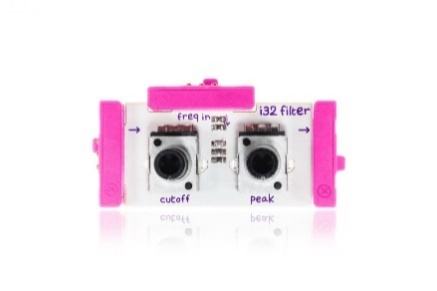 freq in
i32 filter
cutoff
peak